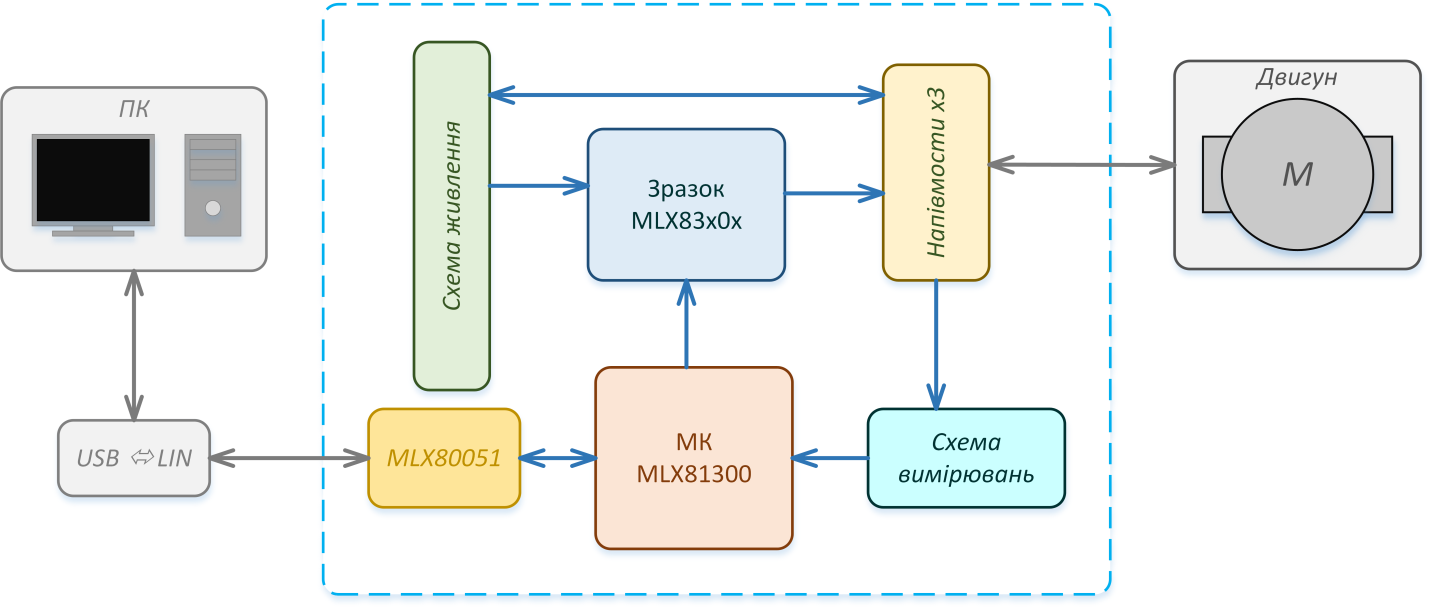 ПК
USB ⬄ LIN
Схема живлення
Зразок
MLX83x0x
Напівмости x3
Двигун
M
MLX80051
МК
MLX81300
Схема
вимірювань